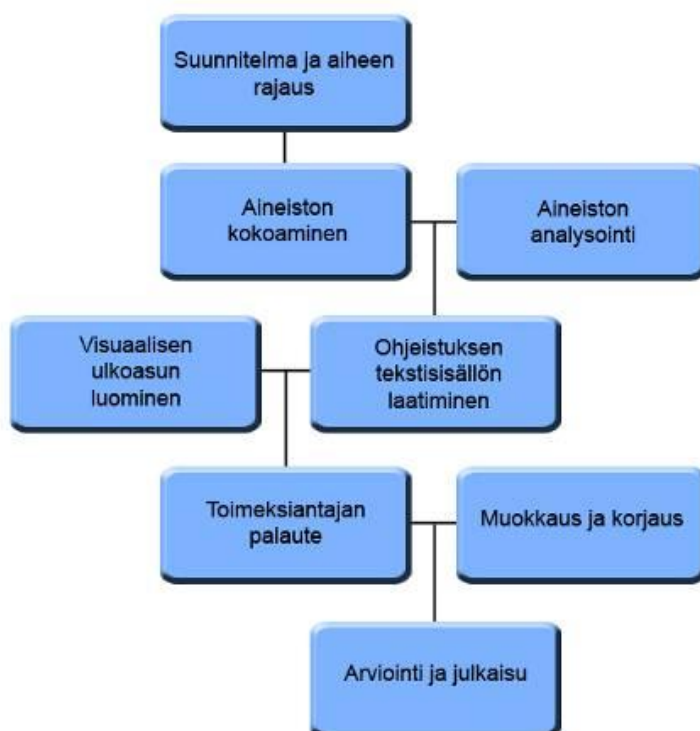 Suunnitelma ja aiheen
rajaus
Aineiston
kokoaminen
Aineiston
analysointi
Visuaalisen
ulkoasun
luominen
Ohjeistuksen
tekstisisällön
laatiminen
Toimeksiantajan
palaute
Muokkaus ja korjaus
Arviointi ja julkaisu